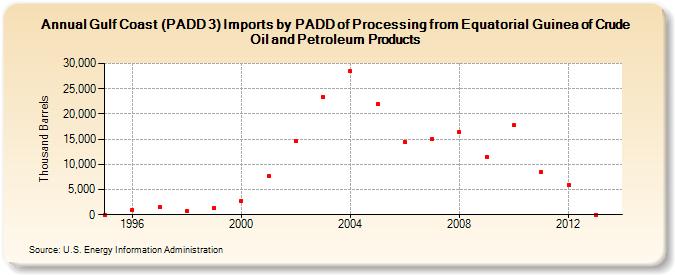 Annual Gulf Coast (PADD 3) Imports by PADD of Processing from Equatorial Guinea of Crude
Oil and Petroleum Products
Thousand Barrels
30,000
25,000
20,000
15,000
10,000
5,000
0
1996 2000 2004 2008 2012
Source: U.S. Energy Information Administration